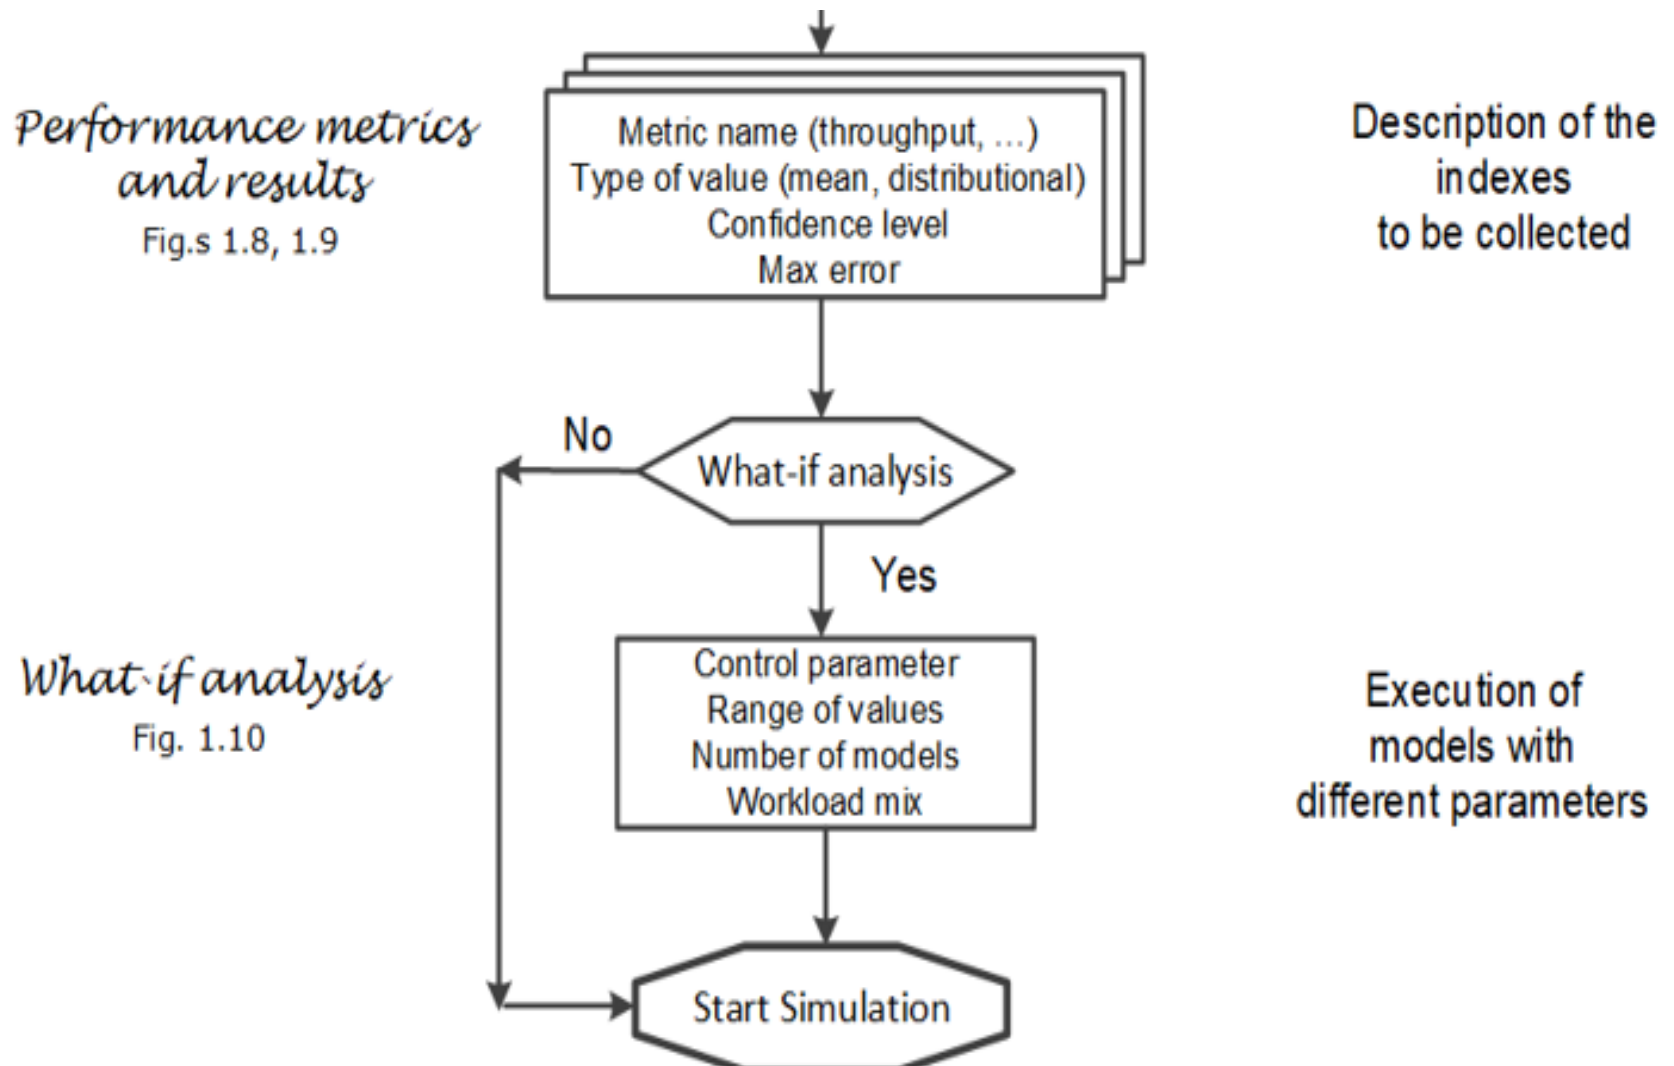 Performance metrics
and results
Fig.s 1.8, 1.9
Metric name (throughput, ...)
Type of value (mean, distributional)
Confidence level
Max error
Description of the
indexes
to be collected
No
What-if analysis
Yes
What-if analysis
Fig. 1.10
Control parameter
Range of values
Number of models
Workload mix
Execution of
models with
different parameters
Start Simulation